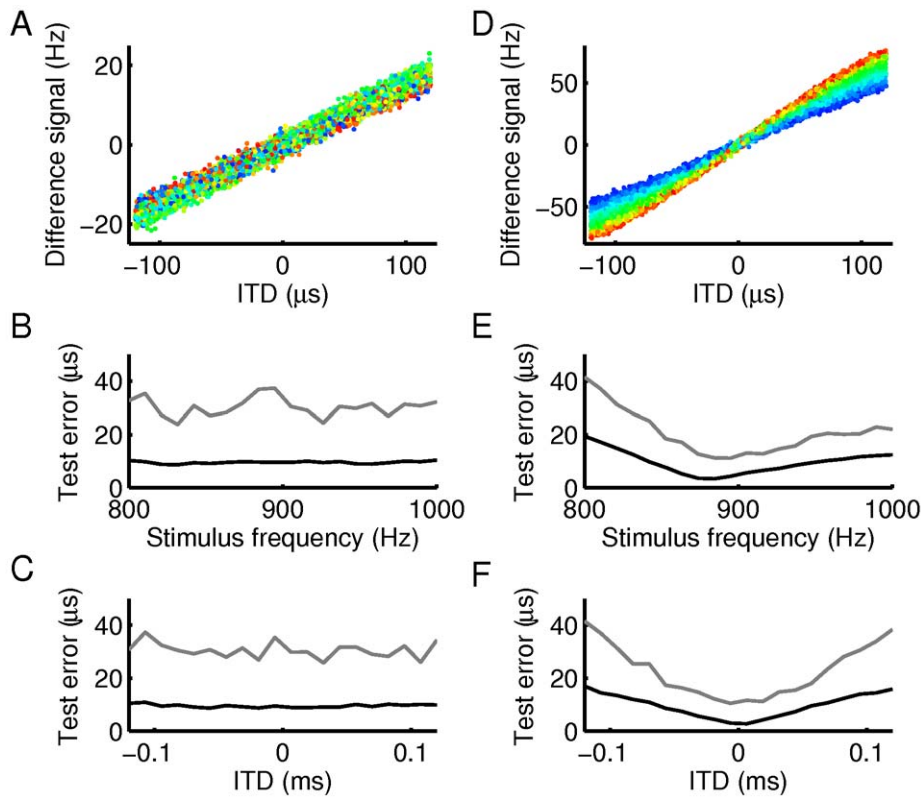 A
Difference signal (Hz)
20
0
−20
−100 0 100
ITD (μs)
B
Test error (μs)
40
20
0
800 900 1000
Stimulus frequency (Hz)
C
Test error (μs)
40
20
0
−0.1 0 0.1
ITD (ms)
D
Difference signal (Hz)
50
0
−50
−100 0 100
ITD (μs)
E
Test error (μs)
40
20
0
800 900 1000
Stimulus frequency (Hz)
F
Test error (μs)
40
20
0
−0.1 0 0.1
ITD (ms)